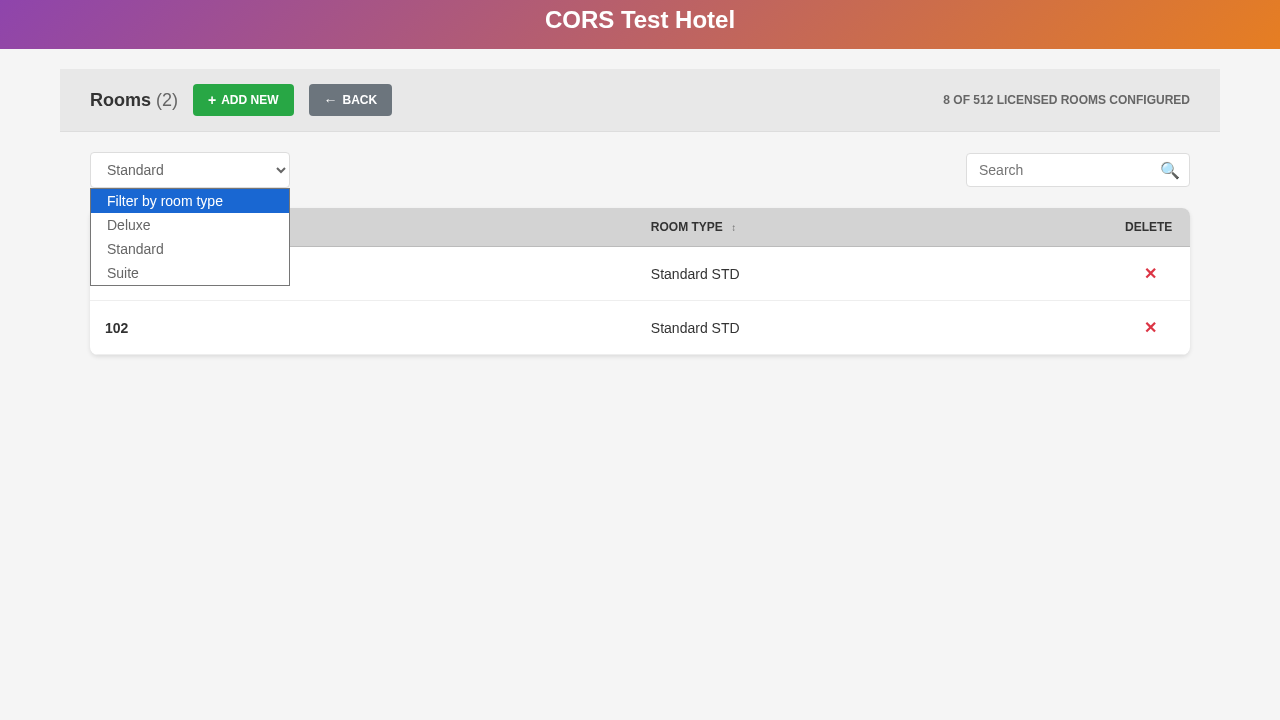 CORS Test Hotel
Rooms (2)
+ ADD NEW
← BACK
8 OF 512 LICENSED ROOMS CONFIGURED
Standard
Search
Filter by room type
Deluxe
Standard
Suite
ROOM TYPE ↕
DELETE
Standard STD
✕
102
Standard STD
✕